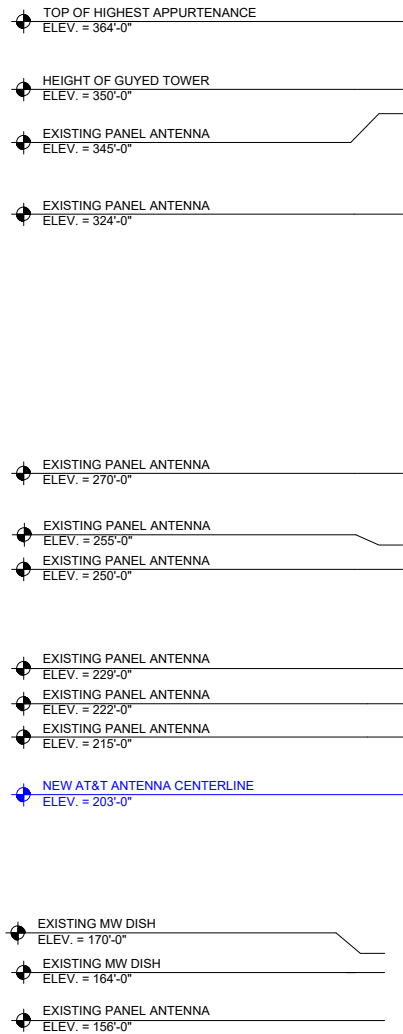 TOP OF HIGHEST APPURTENANCE
ELEV. = 364'-0"
HEIGHT OF GUYED TOWER
ELEV. = 350'-0"
EXISTING PANEL ANTENNA
ELEV. = 345'-0"
EXISTING PANEL ANTENNA
ELEV. = 324'-0"
EXISTING PANEL ANTENNA
ELEV. = 270'-0"
EXISTING PANEL ANTENNA
ELEV. = 255'-0"
EXISTING PANEL ANTENNA
ELEV. = 250'-0"
EXISTING PANEL ANTENNA
ELEV. = 229'-0"
EXISTING PANEL ANTENNA
ELEV. = 222'-0"
EXISTING PANEL ANTENNA
ELEV. = 215'-0"
NEW AT&T ANTENNA CENTERLINE
ELEV. = 203'-0"
EXISTING MW DISH
ELEV. = 170'-0"
EXISTING MW DISH
ELEV. = 164'-0"
EXISTING PANEL ANTENNA
ELEV. = 156'-0"